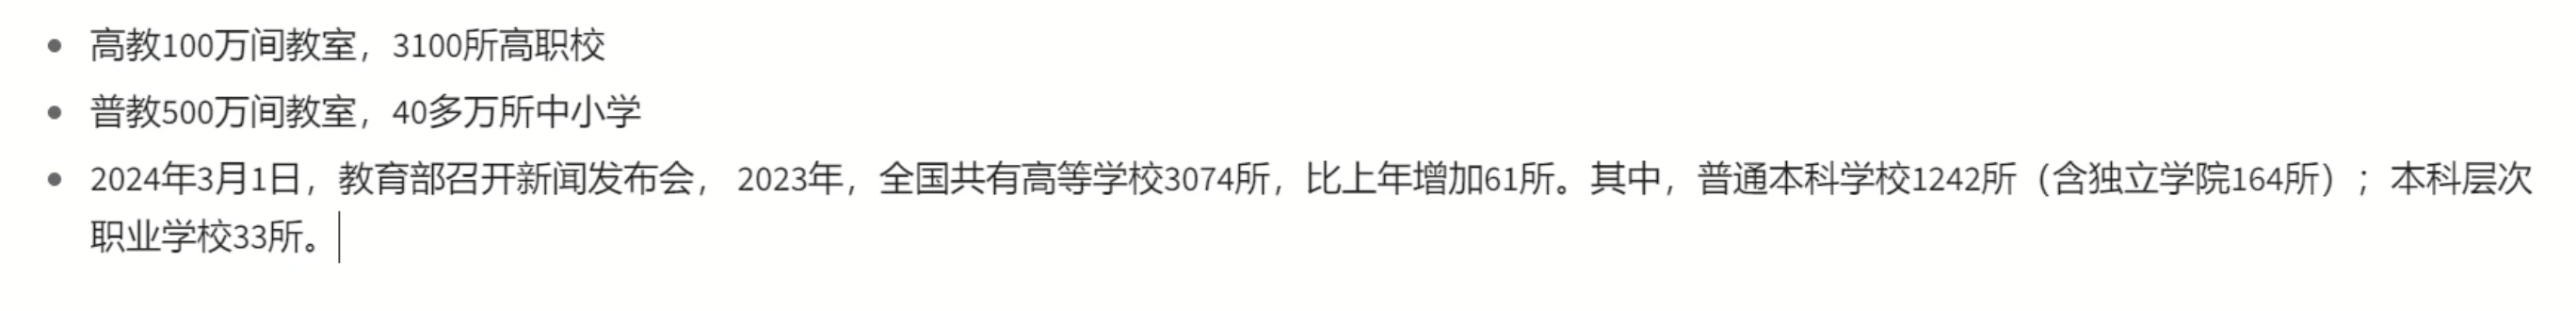 • 高教100万间教室，3100所高职校
• 普教500万间教室，40多万所中小学
• 2024年3月1日，教育部召开新闻发布会， 2023年，全国共有高等学校3074所，比上年增加61所。其中，普通本科学校1242所（含独立学院164所）；本科层次
职业学校33所。